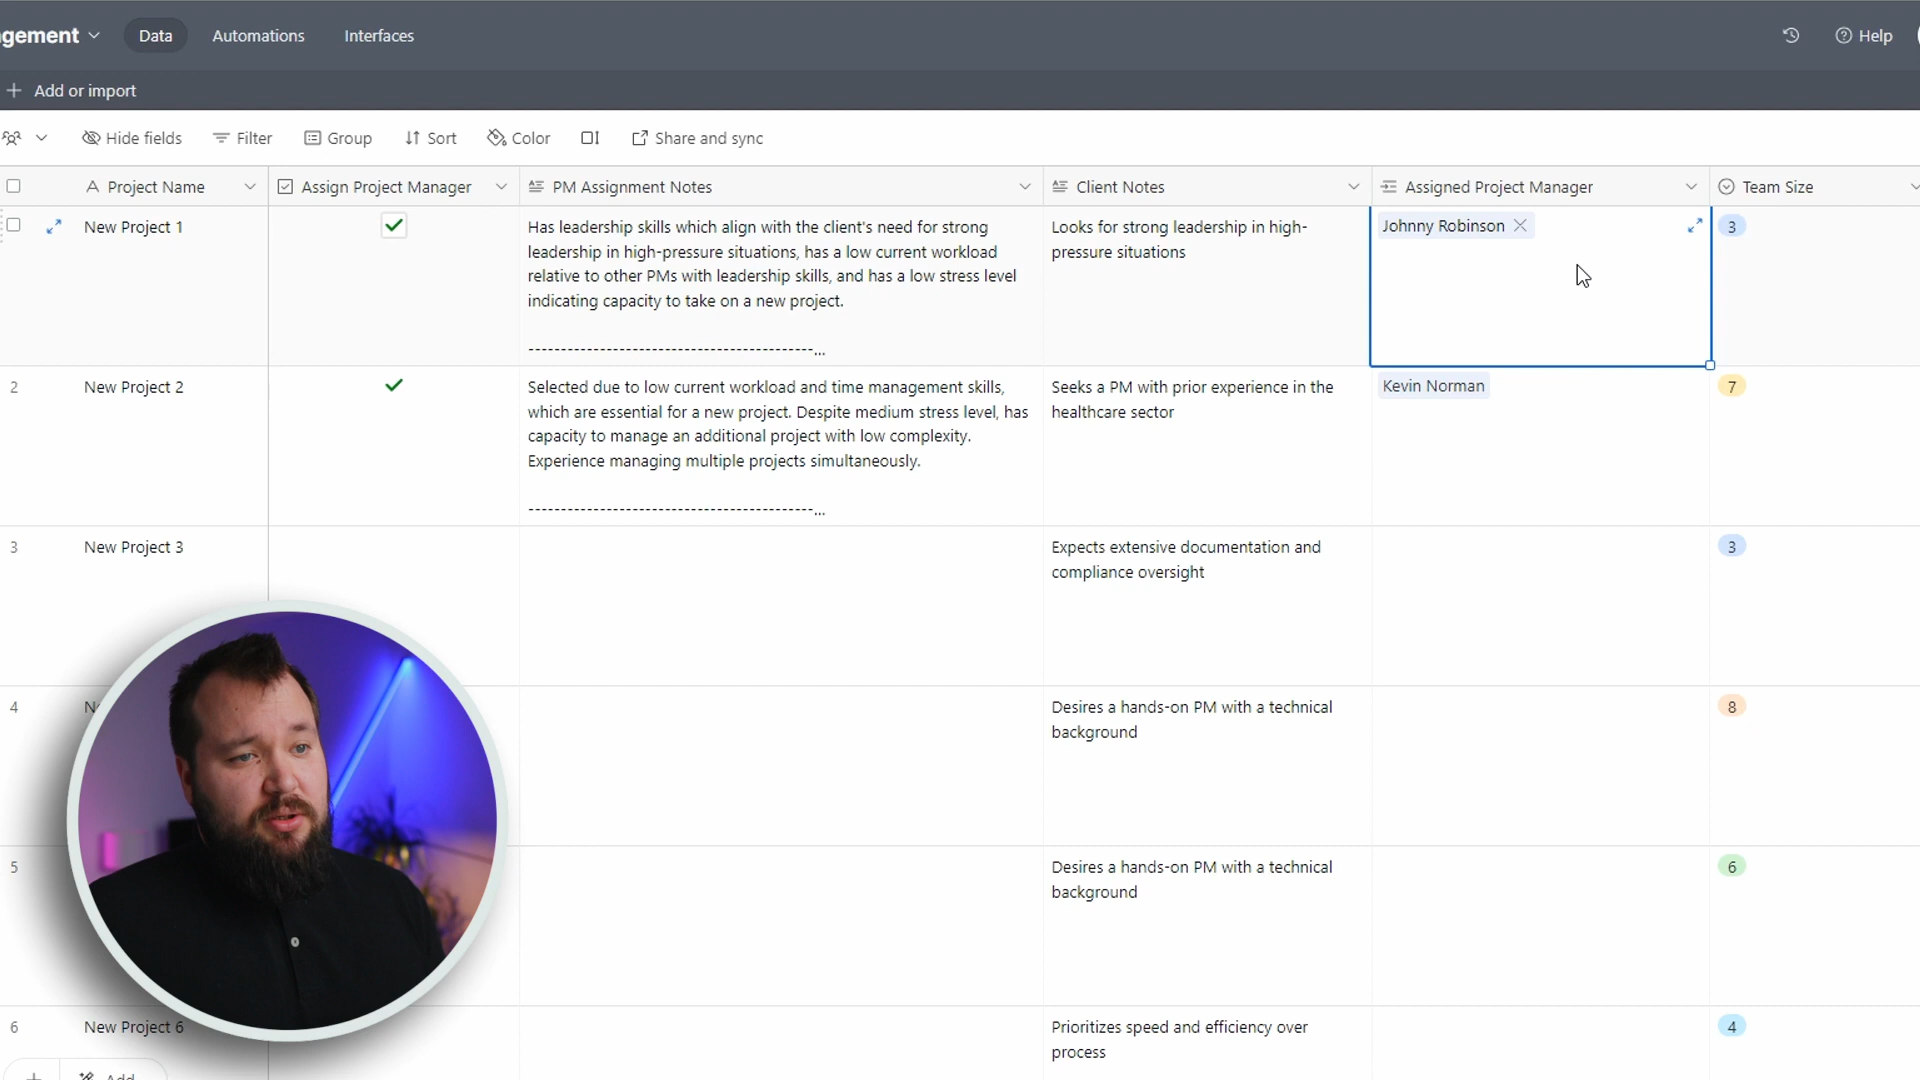 gement
Data
Automations
Interfaces
Help
Add or import
Hide fields
Filter
Group
Sort
Color
Share and sync
Project Name
Assign Project Manager
PM Assignment Notes
Client Notes
Assigned Project Manager
Team Size
New Project 1
Has leadership skills which align with the client's need for strong
leadership in high-pressure situations, has a low current workload
relative to other PMs with leadership skills, and has a low stress level
indicating capacity to take on a new project.
--------------------------------------------...
Looks for strong leadership in high-
pressure situations
Johnny Robinson
3
2
New Project 2
Selected due to low current workload and time management skills,
which are essential for a new project. Despite medium stress level, has
capacity to manage an additional project with low complexity.
Experience managing multiple projects simultaneously.
--------------------------------------------...
Seeks a PM with prior experience in the
healthcare sector
Kevin Norman
7
3
New Project 3
Expects extensive documentation and
compliance oversight
3
4
Desires a hands-on PM with a technical
background
8
5
Desires a hands-on PM with a technical
background
6
6
New Project 6
Prioritizes speed and efficiency over
process
4
Add